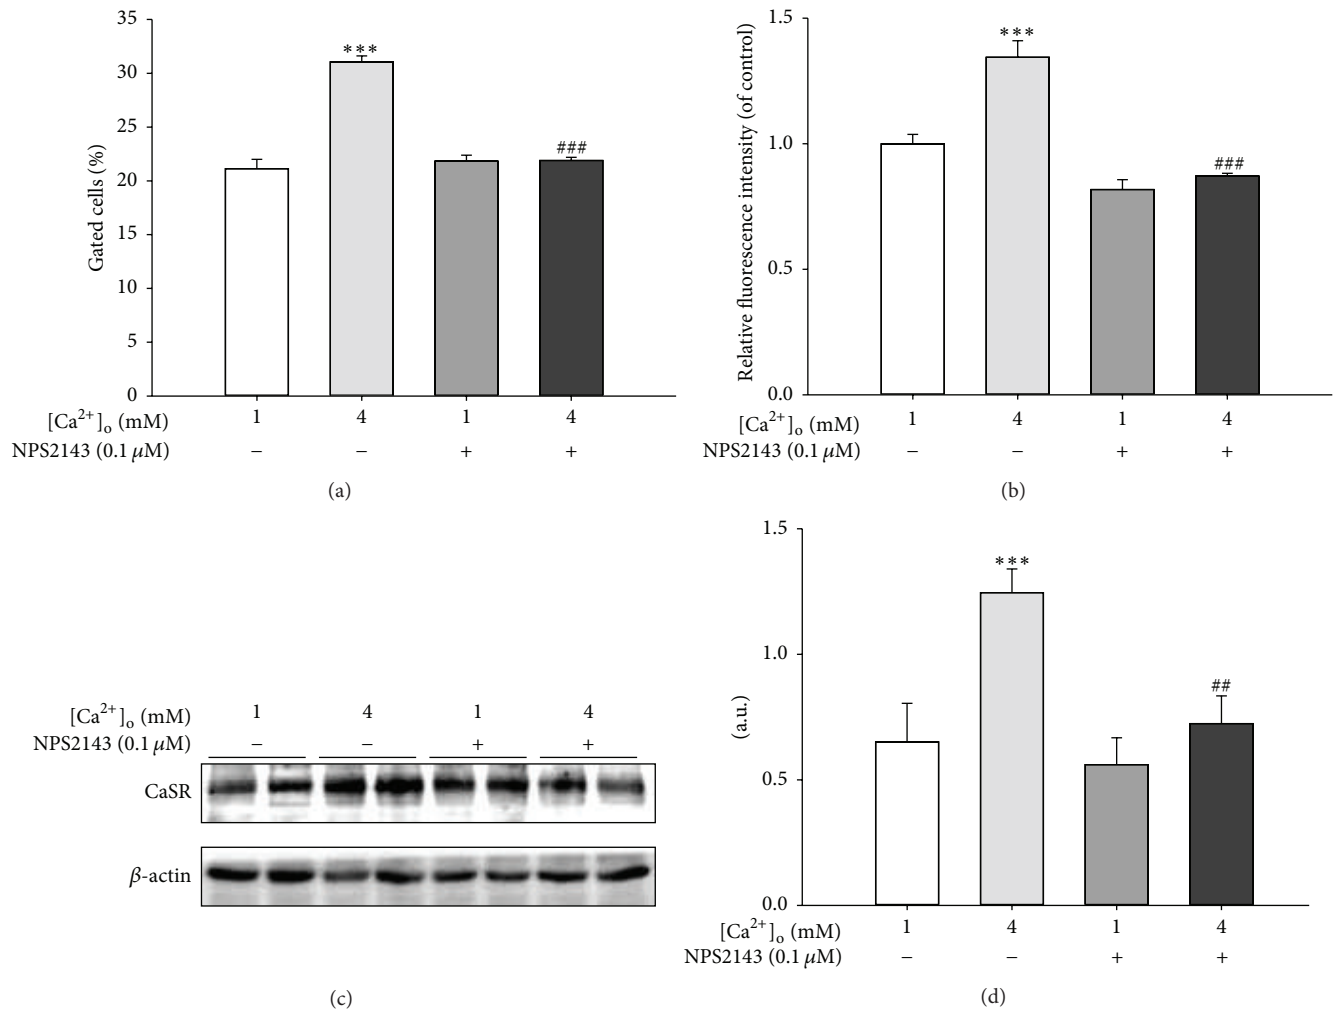 35
30
25
20
15
10
5
0
Gated cells (%)
***
###
[Ca²⁺]ₒ (mM) 1 4 1 4
NPS2143 (0.1 μM) − − + +
(a)
1.5
1.0
0.5
0.0
Relative fluorescence intensity (of control)
***
###
[Ca²⁺]ₒ (mM) 1 4 1 4
NPS2143 (0.1 μM) − − + +
(b)
[Ca²⁺]ₒ (mM) 1 4 1 4
NPS2143 (0.1 μM) − − + +
CaSR
β-actin
(c)
1.5
1.0
0.5
0.0
(a.u.)
***
##
[Ca²⁺]ₒ (mM) 1 4 1 4
NPS2143 (0.1 μM) − − + +
(d)